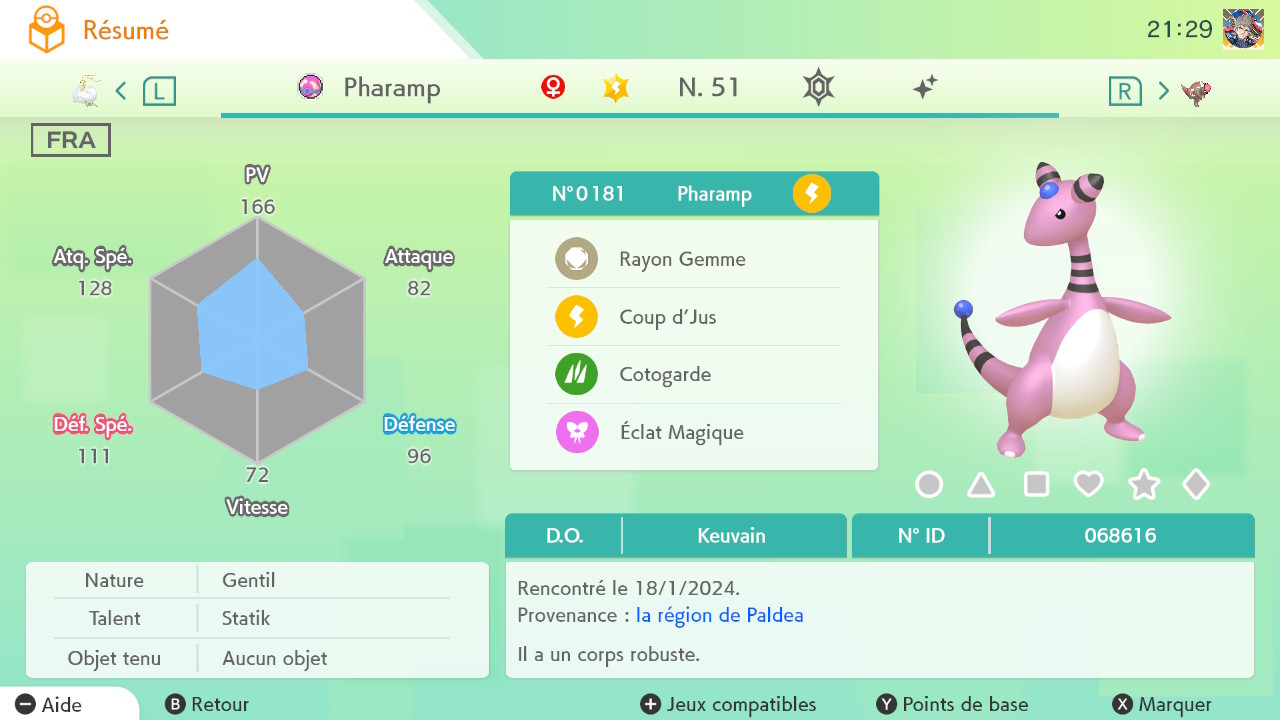 Résumé
21:29
L
Pharamp
N. 51
R
FRA
PV
166
Atq. Spé.
128
Attaque
82
Déf. Spé.
111
Défense
96
72
Vitesse
N°0181 Pharamp
Rayon Gemme
Coup d'Jus
Cotogarde
Éclat Magique
D.O. Keuvain
N° ID 068616
Nature Gentil
Talent Statik
Objet tenu Aucun objet
Rencontré le 18/1/2024.
Provenance : la région de Paldea
Il a un corps robuste.
Aide
B Retour
Jeux compatibles
Y Points de base
X Marquer